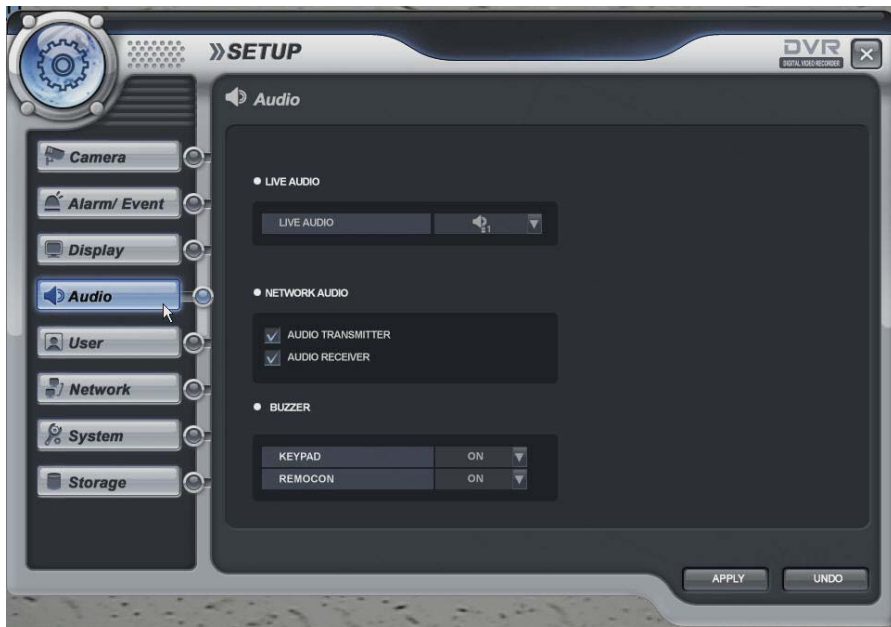 »SETUP
DVR
DIGITAL VIDEO RECORDER
Audio
Camera
Alarm/ Event
Display
Audio
User
Network
System
Storage
LIVE AUDIO
LIVE AUDIO 1
NETWORK AUDIO
AUDIO TRANSMITTER
AUDIO RECEIVER
BUZZER
KEYPAD ON
REMOCON ON
APPLY UNDO